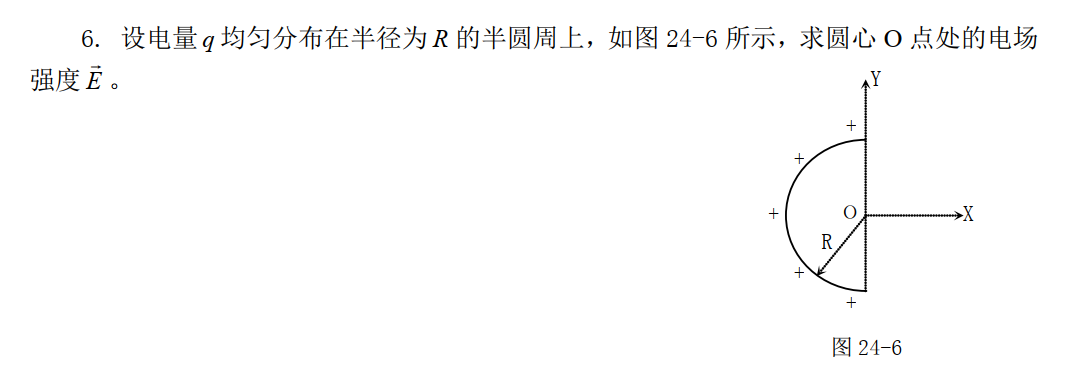 6. 设电量 q 均匀分布在半径为 R 的半圆周上，如图 24-6 所示，求圆心 O 点处的电场
强度 $\vec{E}$ 。
Y
+
+
+
O
X
R
+
+
图 24-6